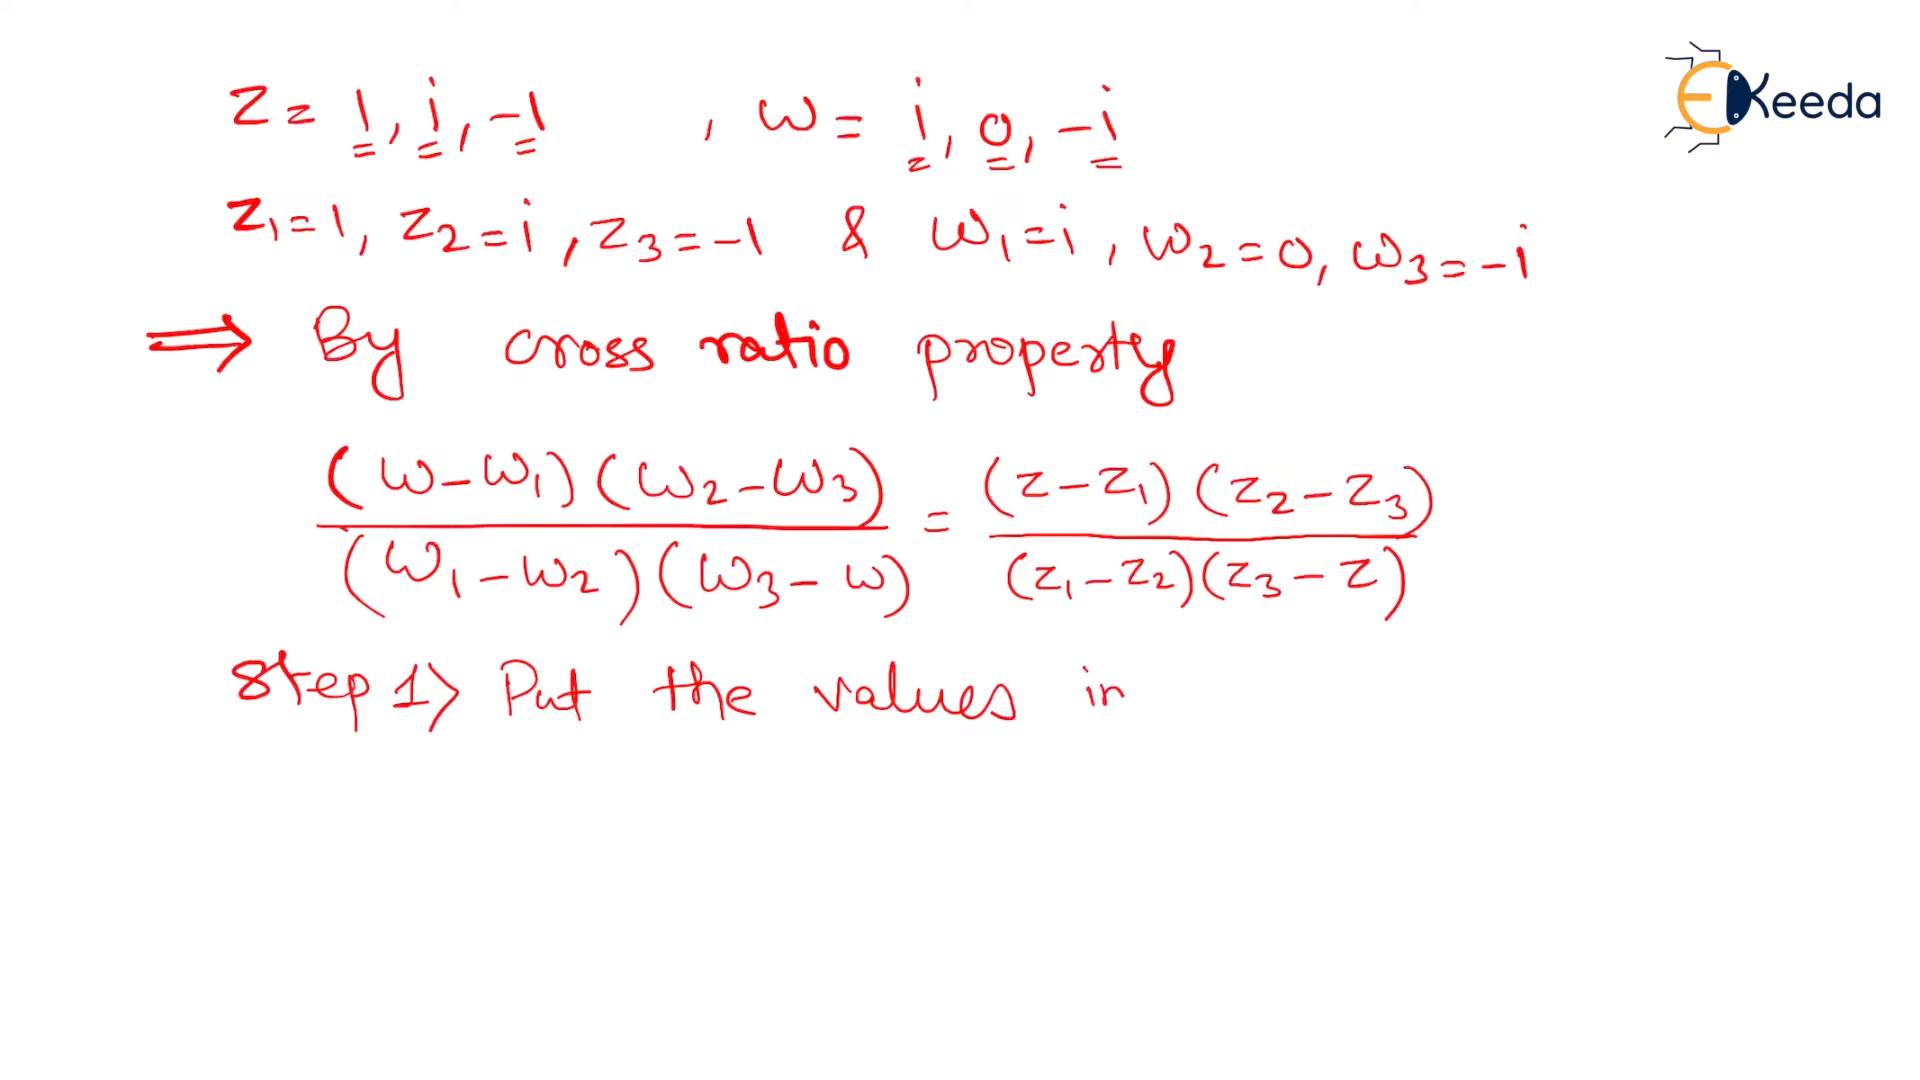 z = 1, i, -1 , w = i, 0, -i
z₁=1, z₂=i, z₃=-1 & w₁=i, w₂=0, w₃=-i
⇒ By cross ratio property
(w-w₁)(w₂-w₃) / (w₁-w₂)(w₃-w) = (z-z₁)(z₂-z₃) / (z₁-z₂)(z₃-z)
Step 1) Put the values in
EKeeda